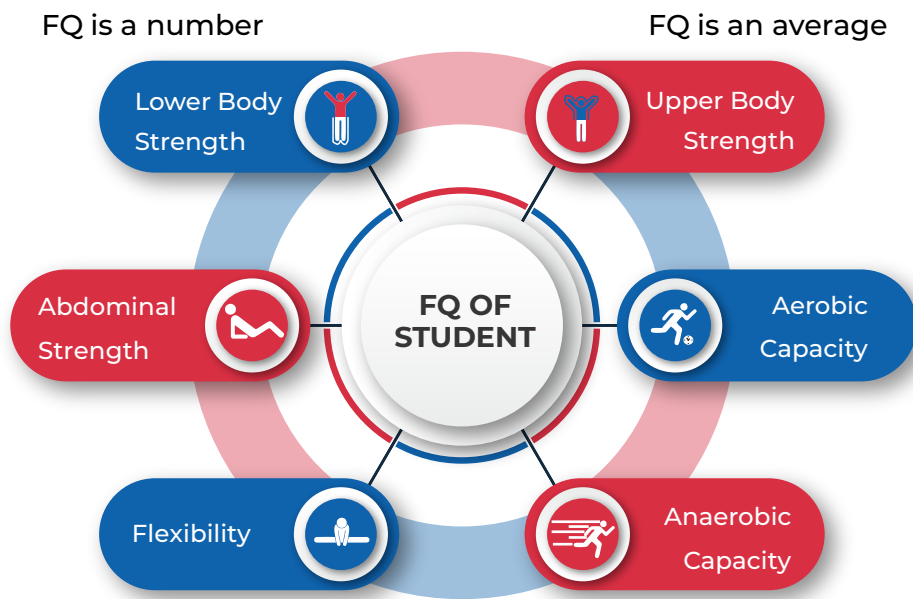 FQ is a number
FQ is an average
Lower Body
Strength
Upper Body
Strength
Abdominal
Strength
FQ OF
STUDENT
Aerobic
Capacity
Flexibility
Anaerobic
Capacity